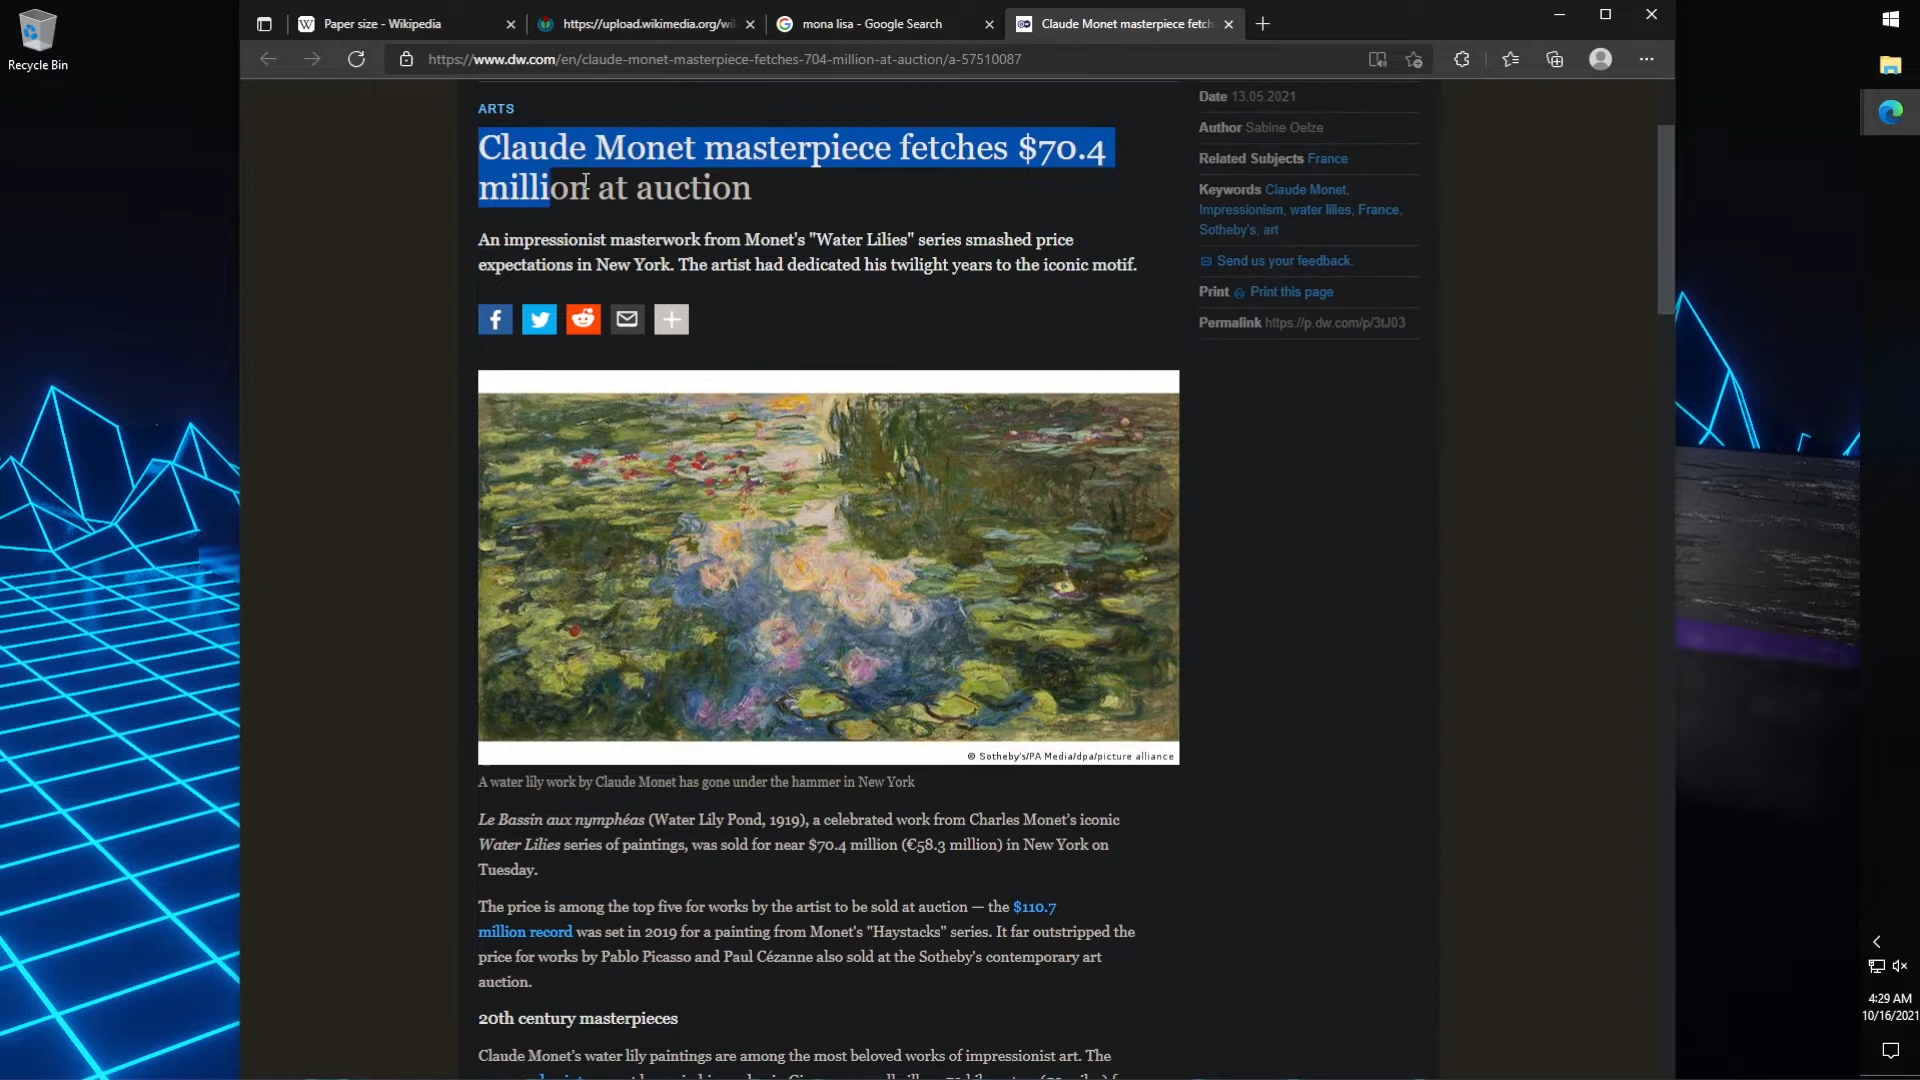 Recycle Bin
Paper size - Wikipedia
https://upload.wikimedia.org/wi
mona lisa - Google Search
Claude Monet masterpiece fetch
https://www.dw.com/en/claude-monet-masterpiece-fetches-704-million-at-auction/a-57510087
ARTS
Claude Monet masterpiece fetches $70.4
million at auction
An impressionist masterwork from Monet's "Water Lilies" series smashed price
expectations in New York. The artist had dedicated his twilight years to the iconic motif.
Date 13.05.2021
Author Sabine Oelze
Related Subjects France
Keywords Claude Monet,
Impressionism, water lilies, France,
Sotheby's, art
Send us your feedback.
Print Print this page
Permalink https://p.dw.com/p/3tJ03
© Sotheby's/PA Media/dpa/picture alliance
A water lily work by Claude Monet has gone under the hammer in New York
Le Bassin aux nymphéas (Water Lily Pond, 1919), a celebrated work from Charles Monet's iconic
Water Lilies series of paintings, was sold for near $70.4 million (€58.3 million) in New York on
Tuesday.
The price is among the top five for works by the artist to be sold at auction — the $110.7
million record was set in 2019 for a painting from Monet's "Haystacks" series. It far outstripped the
price for works by Pablo Picasso and Paul Cézanne also sold at the Sotheby's contemporary art
auction.
20th century masterpieces
Claude Monet's water lily paintings are among the most beloved works of impressionist art. The
4:29 AM
10/16/2021